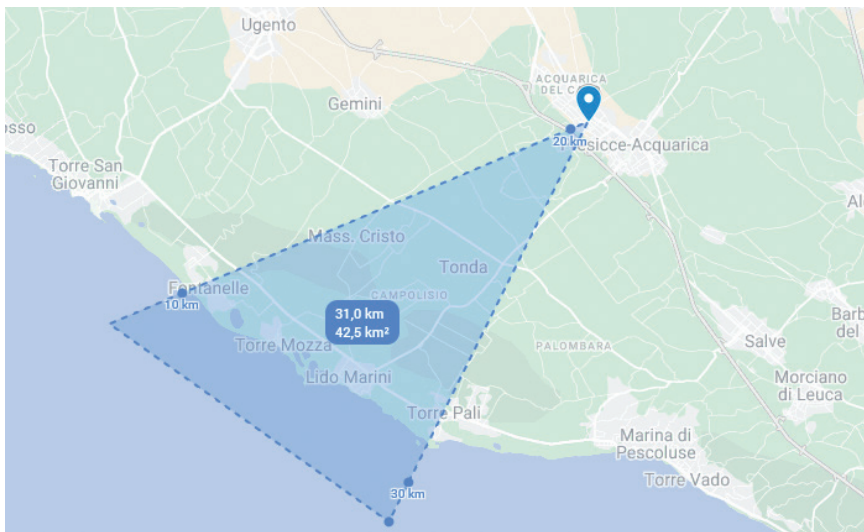 Ugento
ACQUARICA
DEL C
Gemini
20 km
esicce-Acquarica
osso
Torre San
Giovanni
Mass. Cristo
Tonda
Fontanelle
10 km
CAMPOLISIO
31,0 km
42,5 km²
Torre Mozza
Lido Marini
PALOMBARA
Salve
Barb
del
Morciano
di Leuca
Torre Pali
Marina di
Pescoluse
Torre Vado
30 km
Al